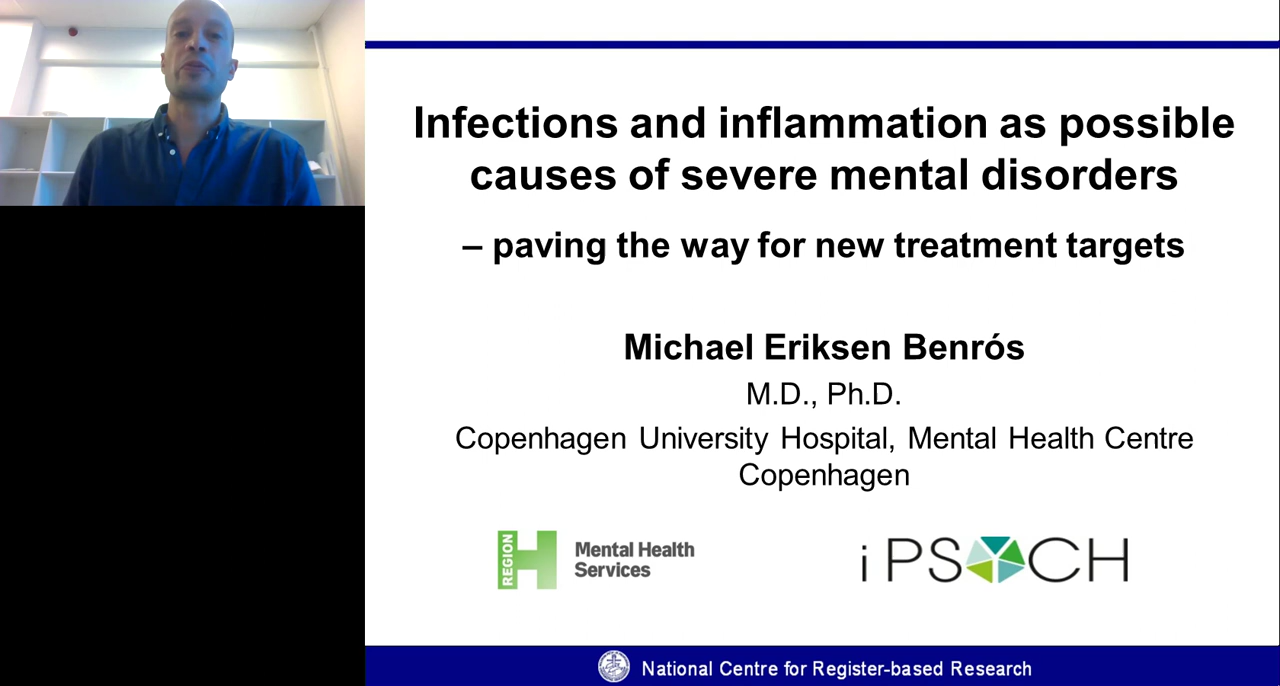 Infections and inflammation as possible
causes of severe mental disorders
– paving the way for new treatment targets
Michael Eriksen Benrós
M.D., Ph.D.
Copenhagen University Hospital, Mental Health Centre
Copenhagen
REGION H
Mental Health
Services
iPSYCH
National Centre for Register-based Research